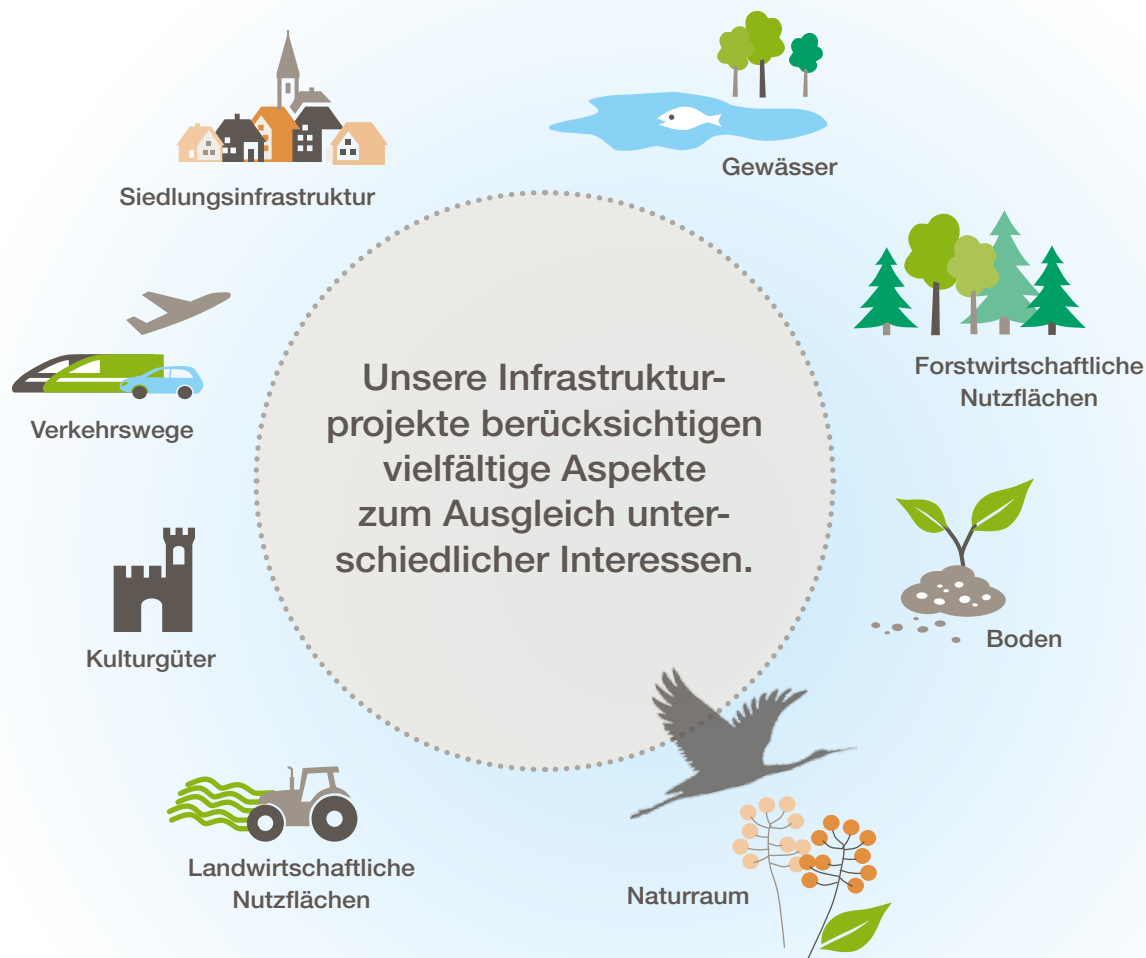 Siedlungsinfrastruktur
Gewässer
Forstwirtschaftliche
Nutzflächen
Verkehrswege
Unsere Infrastruktur-
projekte berücksichtigen
vielfältige Aspekte
zum Ausgleich unter-
schiedlicher Interessen.
Kulturgüter
Boden
Landwirtschaftliche
Nutzflächen
Naturraum